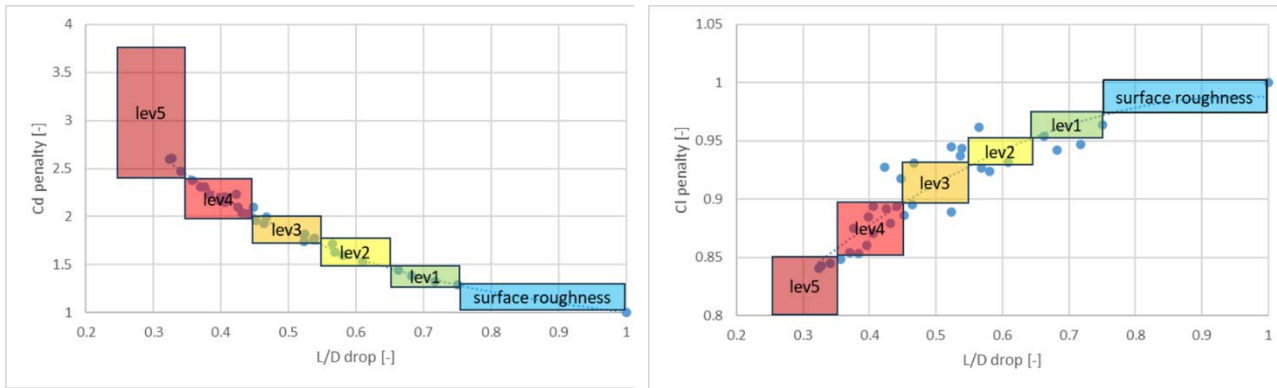 4
3.5
3
2.5
2
1.5
1
Cd penalty [-]
lev5
lev4
lev3
lev2
lev1
surface roughness
0.2 0.3 0.4 0.5 0.6 0.7 0.8 0.9 1
L/D drop [-]
1.05
1
0.95
0.9
0.85
0.8
Cl penalty [-]
surface roughness
lev1
lev2
lev3
lev4
lev5
0.2 0.3 0.4 0.5 0.6 0.7 0.8 0.9 1
L/D drop [-]